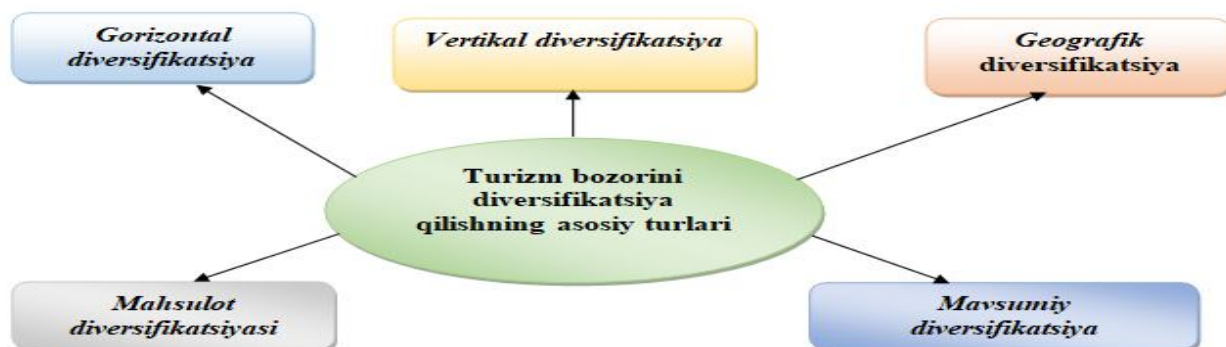 Gorizontal
diversifikatsiya
Vertikal diversifikatsiya
Geografik
diversifikatsiya
Turizm bozorini
diversifikatsiya
qilishning asosiy turlari
Mahsulot
diversifikatsiyasi
Mavsumiy
diversifikatsiya